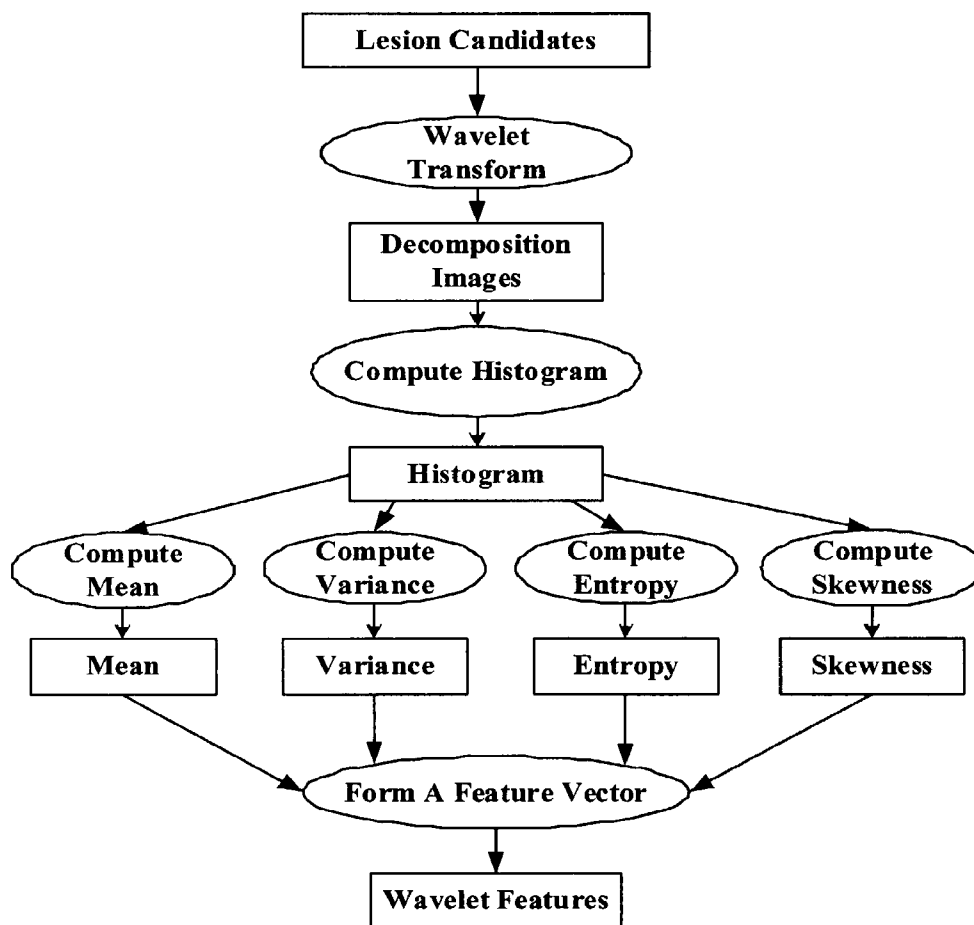 Lesion Candidates
Wavelet
Transform
Decomposition
Images
Compute Histogram
Histogram
Compute
Mean
Compute
Variance
Compute
Entropy
Compute
Skewness
Mean
Variance
Entropy
Skewness
Form A Feature Vector
Wavelet Features